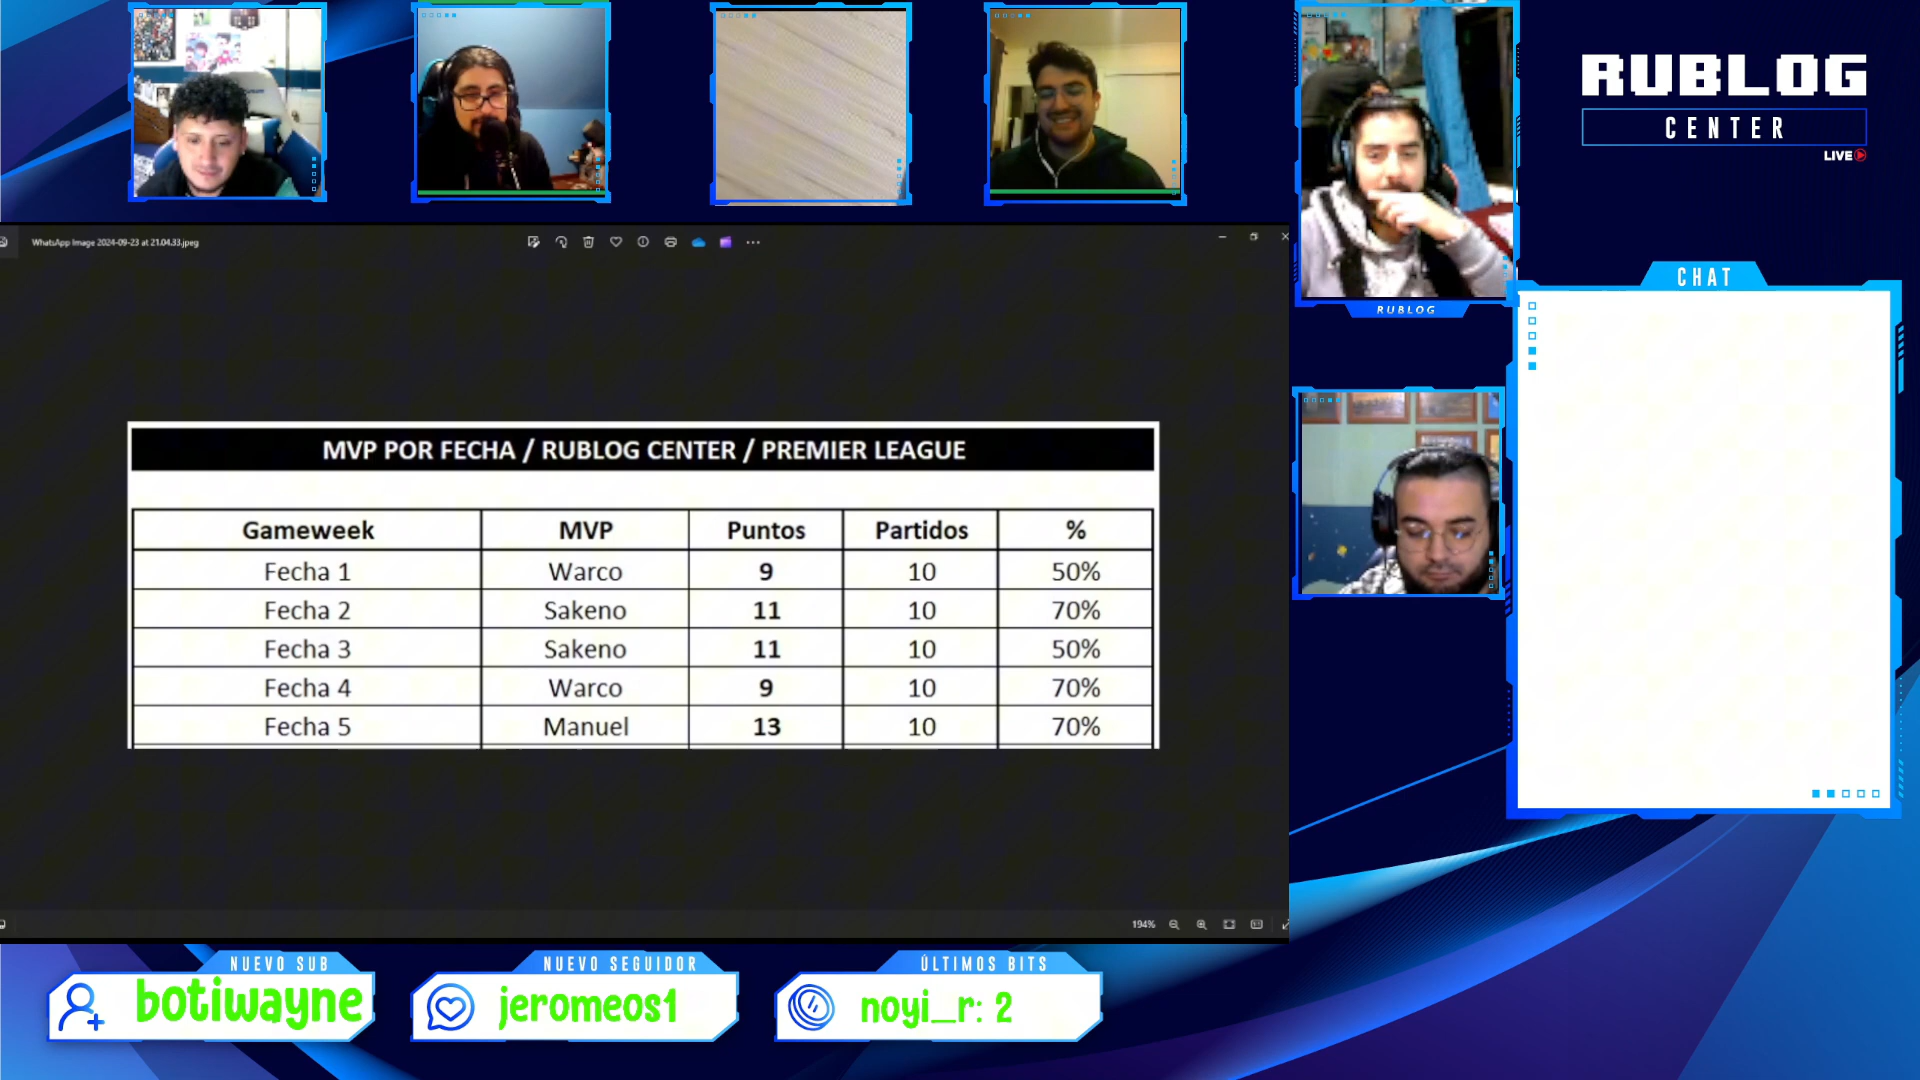 RUBLOG
CENTER
LIVE
WhatsApp Image 2024-09-23 at 21.04.33.jpeg
RUBLOG
CHAT
MVP POR FECHA / RUBLOG CENTER / PREMIER LEAGUE
Gameweek MVP Puntos Partidos %
Fecha 1 Warco 9 10 50%
Fecha 2 Sakeno 11 10 70%
Fecha 3 Sakeno 11 10 50%
Fecha 4 Warco 9 10 70%
Fecha 5 Manuel 13 10 70%
194%
NUEVO SUB
botiwayne
NUEVO SEGUIDOR
jeromeos1
ÚLTIMOS BITS
noyi_r: 2